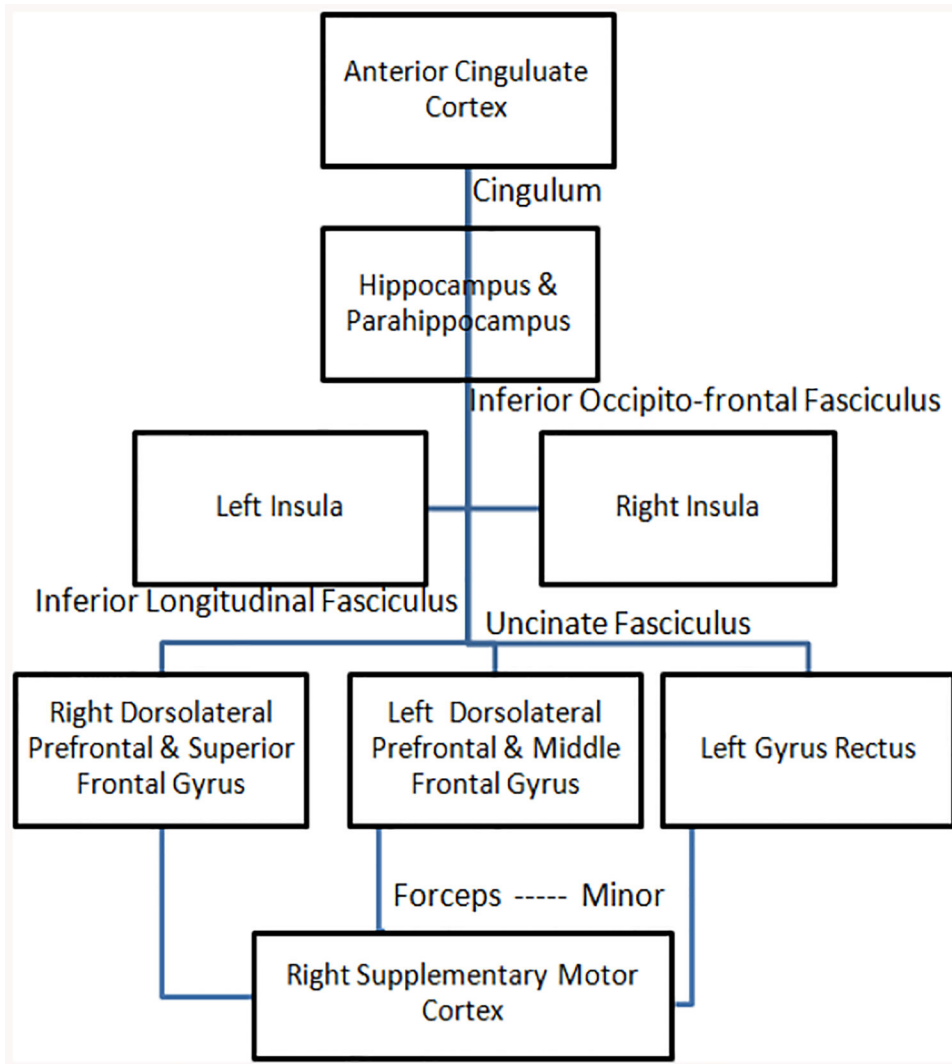 Anterior Cinguluate
Cortex
Cingulum
Hippocampus &
Parahippocampus
Inferior Occipito-frontal Fasciculus
Left Insula
Right Insula
Inferior Longitudinal Fasciculus
Uncinate Fasciculus
Right Dorsolateral
Prefrontal & Superior
Frontal Gyrus
Left Dorsolateral
Prefrontal & Middle
Frontal Gyrus
Left Gyrus Rectus
Forceps ----- Minor
Right Supplementary Motor
Cortex